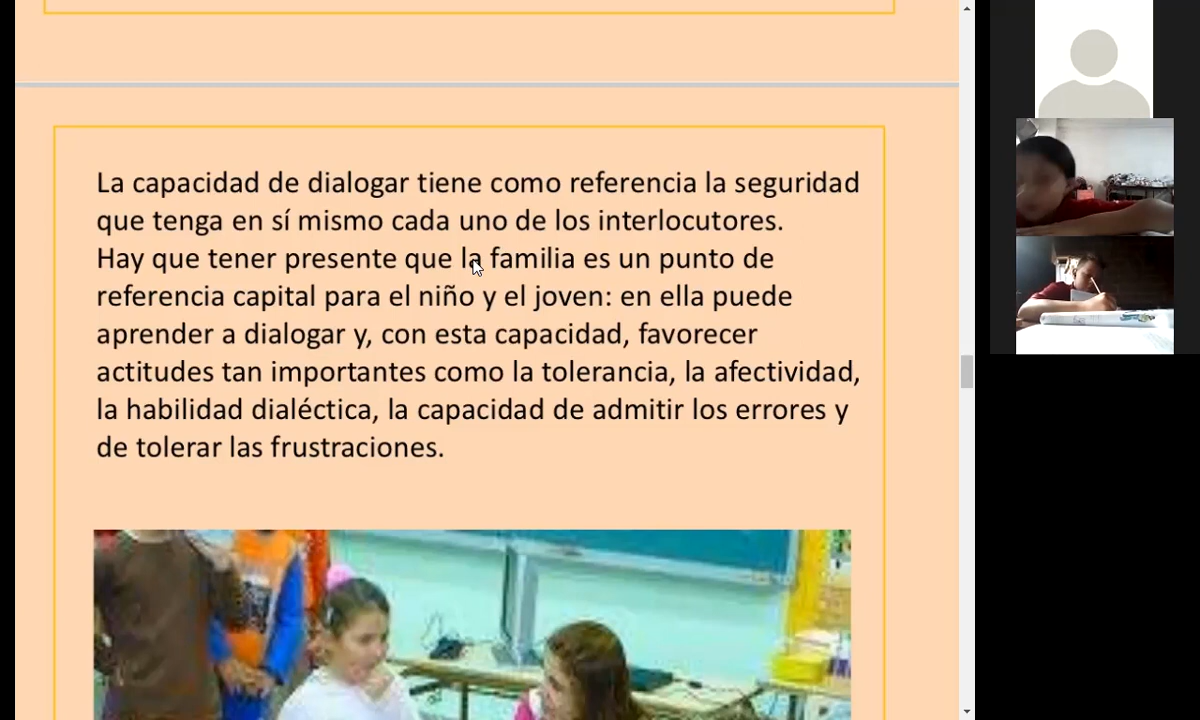 La capacidad de dialogar tiene como referencia la seguridad
que tenga en sí mismo cada uno de los interlocutores.
Hay que tener presente que la familia es un punto de
referencia capital para el niño y el joven: en ella puede
aprender a dialogar y, con esta capacidad, favorecer
actitudes tan importantes como la tolerancia, la afectividad,
la habilidad dialéctica, la capacidad de admitir los errores y
de tolerar las frustraciones.